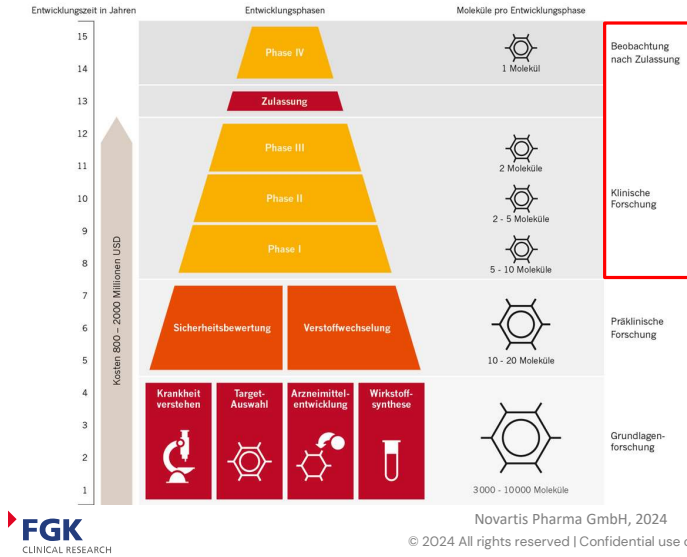 Entwicklungszeit in Jahren
Entwicklungsphasen
Moleküle pro Entwicklungsphase
15
14
Phase IV
1 Molekül
Beobachtung
nach Zulassung
13
Zulassung
12
11
Phase III
2 Moleküle
10
9
Phase II
2 - 5 Moleküle
Klinische
Forschung
8
Phase I
5 - 10 Moleküle
7
6
5
Sicherheitsbewertung
Verstoffwechselung
10 - 20 Moleküle
Präklinische
Forschung
4
3
2
1
Krankheit
verstehen
Target-
Auswahl
Arzneimittel-
entwicklung
Wirkstoff-
synthese
3000 - 10000 Moleküle
Grundlagen-
forschung
Kosten 800 – 2000 Millionen USD
FGK
CLINICAL RESEARCH
Novartis Pharma GmbH, 2024
© 2024 All rights reserved | Confidential use